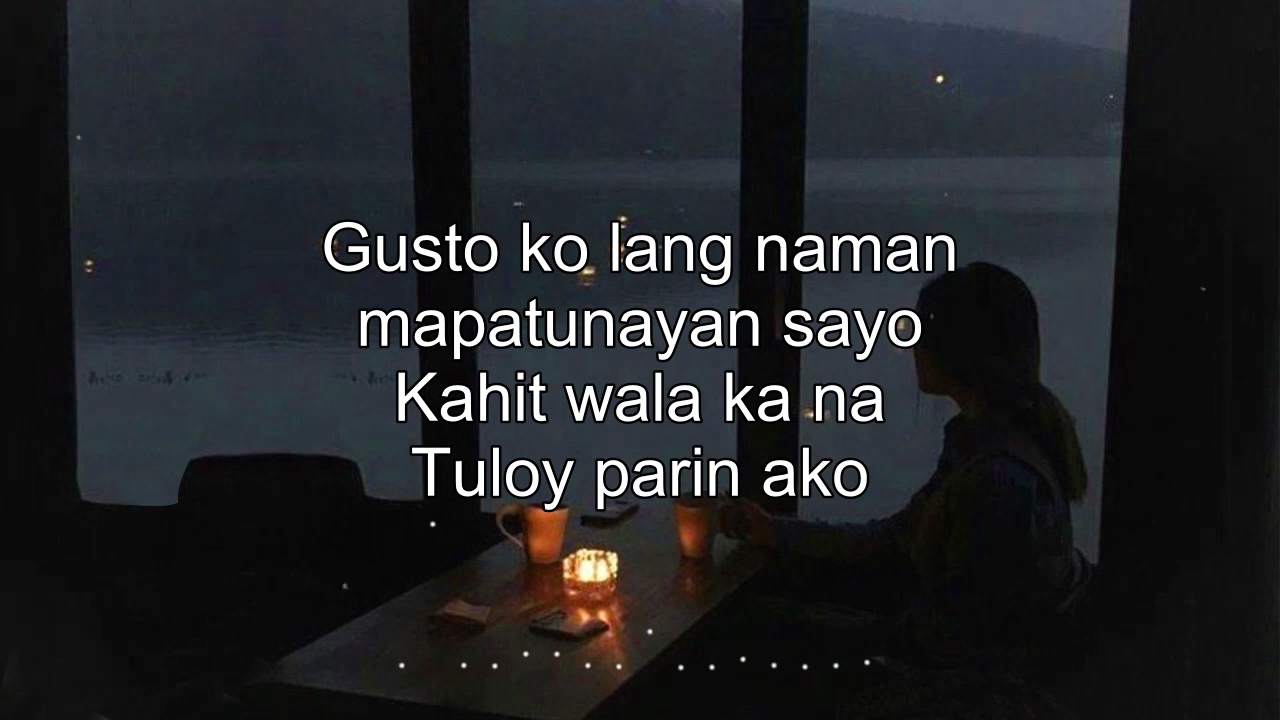 Gusto ko lang naman
mapatunayan sayo
Kahit wala ka na
Tuloy parin ako